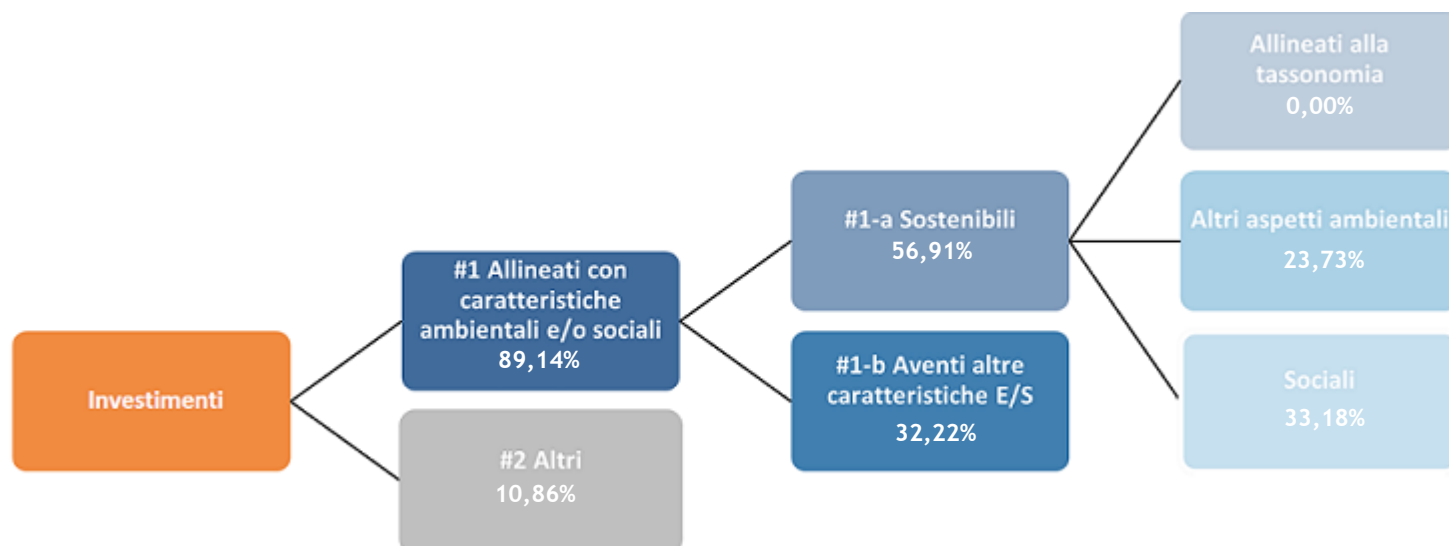 Investimenti
#1 Allineati con
caratteristiche
ambientali e/o sociali
89,14%
#2 Altri
10,86%
#1-a Sostenibili
56,91%
#1-b Aventi altre
caratteristiche E/S
32,22%
Allineati alla
tassonomia
0,00%
Altri aspetti ambientali
23,73%
Sociali
33,18%